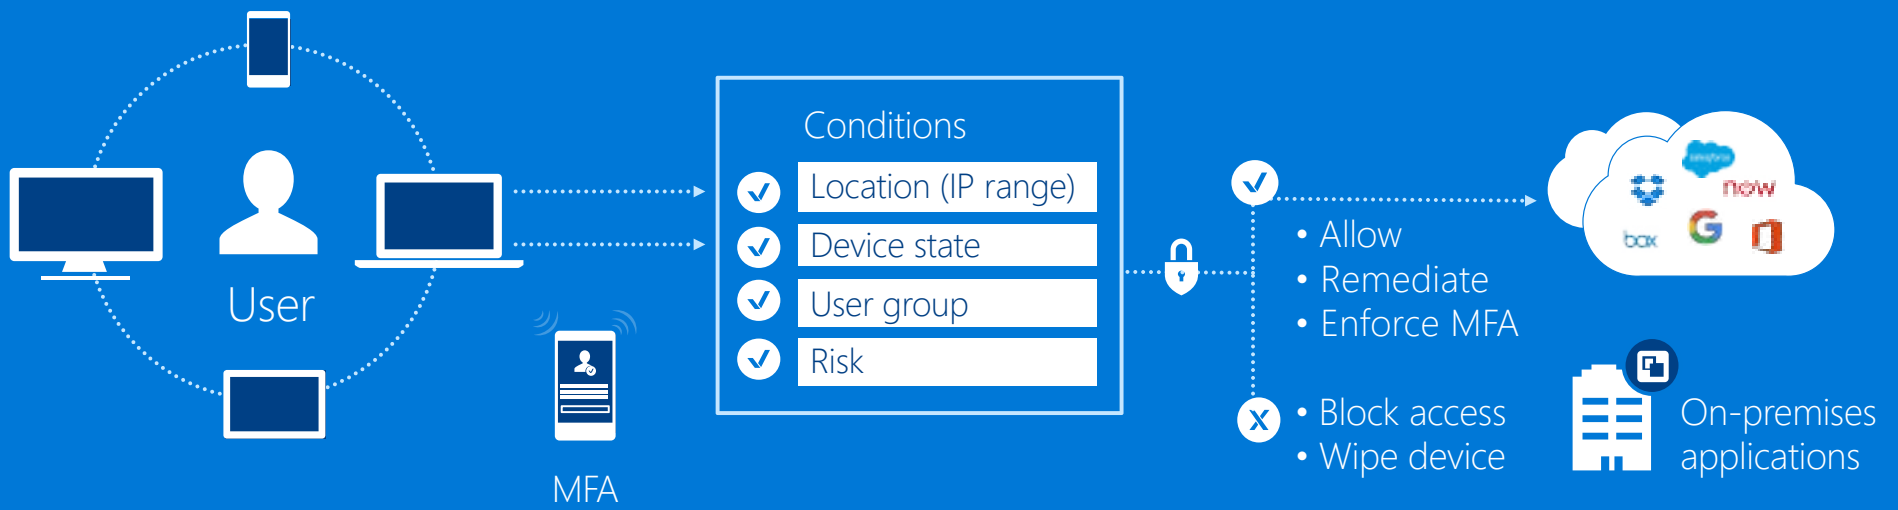 User
MFA
Conditions
Location (IP range)
Device state
User group
Risk
• Allow
• Remediate
• Enforce MFA
• Block access
• Wipe device
salesforce
now
box
G
On-premises
applications